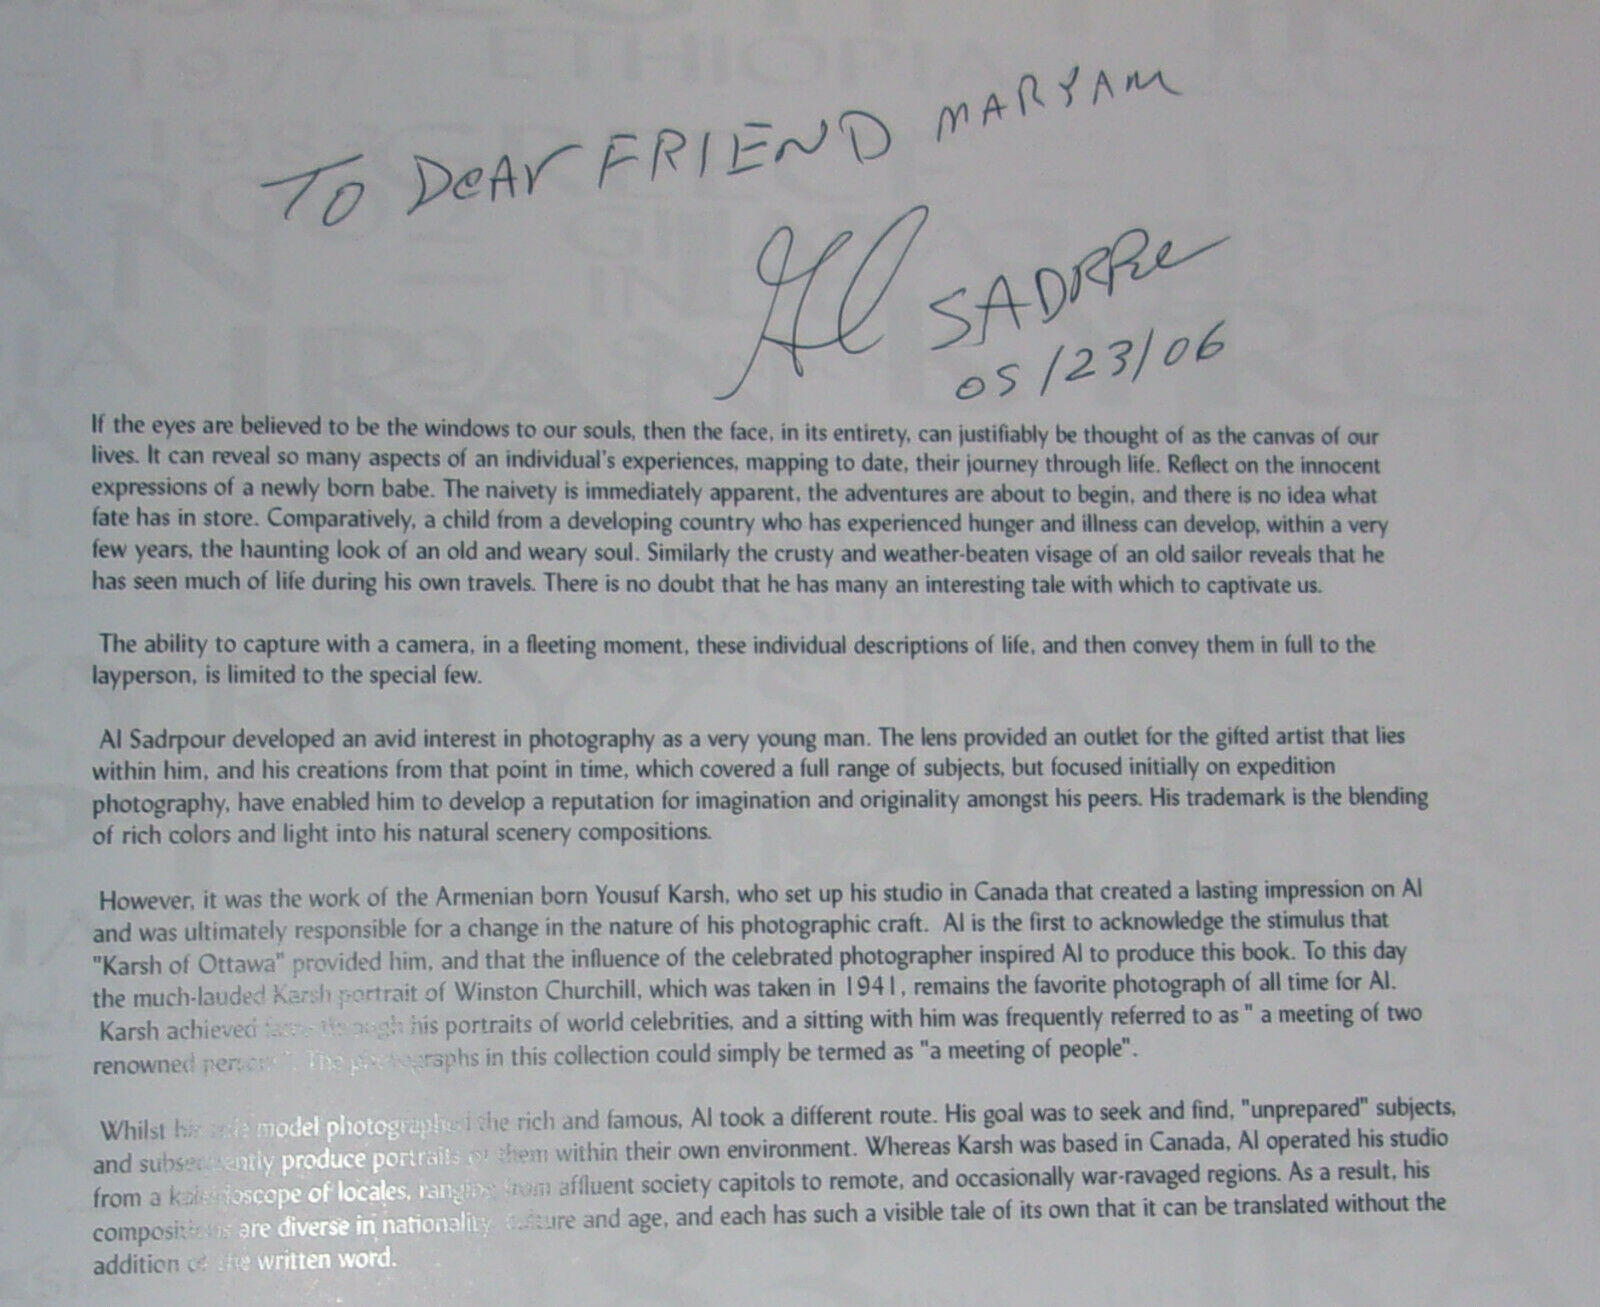 TO DEAR FRIEND MARYAM
Al SADRPRE
05/23/06
If the eyes are believed to be the windows to our souls, then the face, in its entirety, can justifiably be thought of as the canvas of our
lives. It can reveal so many aspects of an individual's experiences, mapping to date, their journey through life. Reflect on the innocent
expressions of a newly born babe. The naivety is immediately apparent, the adventures are about to begin, and there is no idea what
fate has in store. Comparatively, a child from a developing country who has experienced hunger and illness can develop, within a very
few years, the haunting look of an old and weary soul. Similarly the crusty and weather-beaten visage of an old sailor reveals that he
has seen much of life during his own travels. There is no doubt that he has many an interesting tale with which to captivate us.
The ability to capture with a camera, in a fleeting moment, these individual descriptions of life, and then convey them in full to the
layperson, is limited to the special few.
Al Sadrpour developed an avid interest in photography as a very young man. The lens provided an outlet for the gifted artist that lies
within him, and his creations from that point in time, which covered a full range of subjects, but focused initially on expedition
photography, have enabled him to develop a reputation for imagination and originality amongst his peers. His trademark is the blending
of rich colors and light into his natural scenery compositions.
However, it was the work of the Armenian born Yousuf Karsh, who set up his studio in Canada that created a lasting impression on Al
and was ultimately responsible for a change in the nature of his photographic craft. Al is the first to acknowledge the stimulus that
"Karsh of Ottawa" provided him, and that the influence of the celebrated photographer inspired Al to produce this book. To this day
the much-lauded Karsh portrait of Winston Churchill, which was taken in 1941, remains the favorite photograph of all time for Al.
Karsh achieved fame through his portraits of world celebrities, and a sitting with him was frequently referred to as " a meeting of two
renowned persons". The photographs in this collection could simply be termed as "a meeting of people".
Whilst his role model photographed the rich and famous, Al took a different route. His goal was to seek and find, "unprepared" subjects,
and subsequently produce portraits of them within their own environment. Whereas Karsh was based in Canada, Al operated his studio
from a kaleidoscope of locales, ranging from affluent society capitols to remote, and occasionally war-ravaged regions. As a result, his
compositions are diverse in nationality, culture and age, and each has such a visible tale of its own that it can be translated without the
addition of the written word.